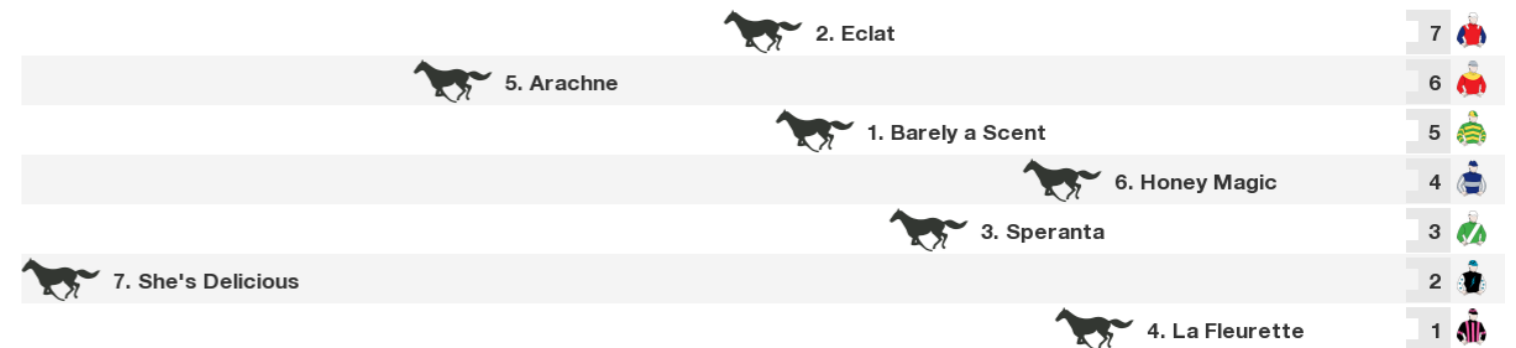 2. Eclat 7
5. Arachne 6
1. Barely a Scent 5
6. Honey Magic 4
3. Speranta 3
7. She's Delicious 2
4. La Fleurette 1